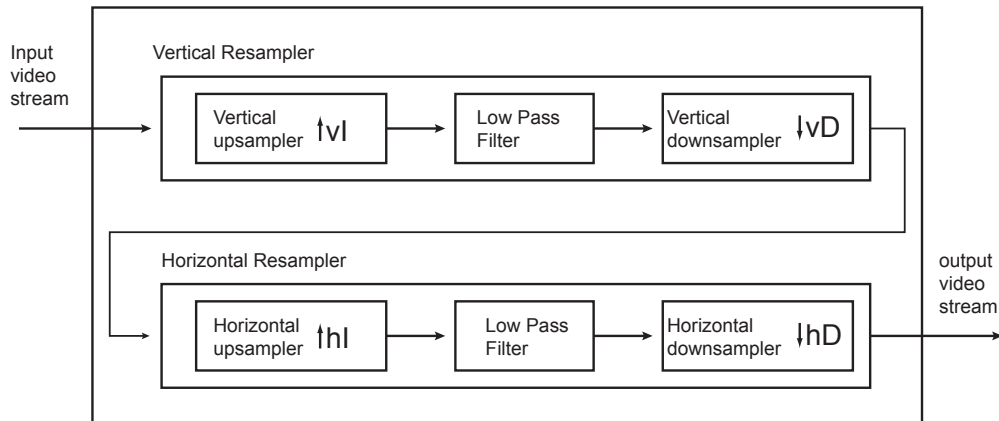 Input
video
stream
Vertical Resampler
Vertical
upsampler ↑vI
Low Pass
Filter
Vertical
downsampler ↓vD
Horizontal Resampler
Horizontal
upsampler ↑hI
Low Pass
Filter
Horizontal
downsampler ↓hD
output
video
stream